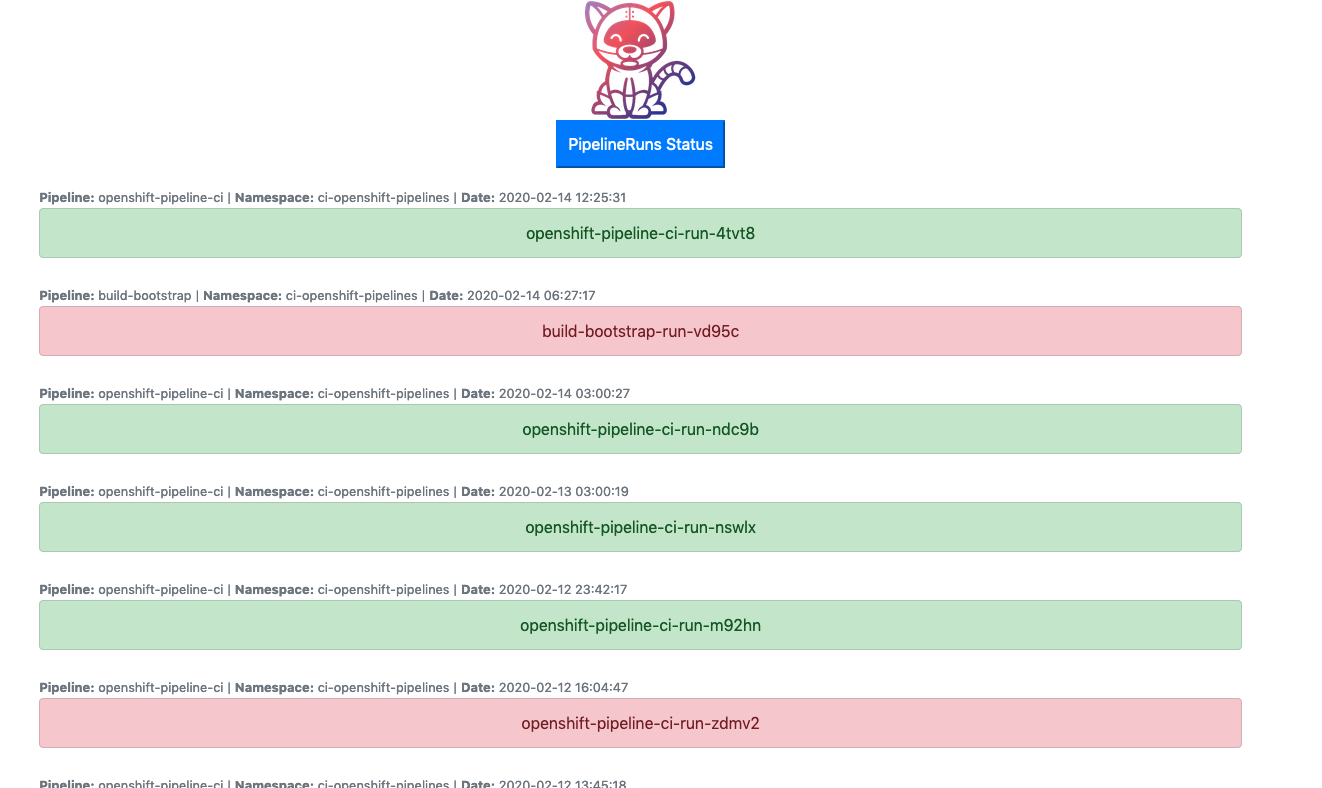 PipelineRuns Status
Pipeline: openshift-pipeline-ci | Namespace: ci-openshift-pipelines | Date: 2020-02-14 12:25:31
openshift-pipeline-ci-run-4tvt8
Pipeline: build-bootstrap | Namespace: ci-openshift-pipelines | Date: 2020-02-14 06:27:17
build-bootstrap-run-vd95c
Pipeline: openshift-pipeline-ci | Namespace: ci-openshift-pipelines | Date: 2020-02-14 03:00:27
openshift-pipeline-ci-run-ndc9b
Pipeline: openshift-pipeline-ci | Namespace: ci-openshift-pipelines | Date: 2020-02-13 03:00:19
openshift-pipeline-ci-run-nswlx
Pipeline: openshift-pipeline-ci | Namespace: ci-openshift-pipelines | Date: 2020-02-12 23:42:17
openshift-pipeline-ci-run-m92hn
Pipeline: openshift-pipeline-ci | Namespace: ci-openshift-pipelines | Date: 2020-02-12 16:04:47
openshift-pipeline-ci-run-zdmv2
Pipeline: openshift-pipeline-ci | Namespace: ci-openshift-pipelines | Date: 2020-02-12 13:45:18